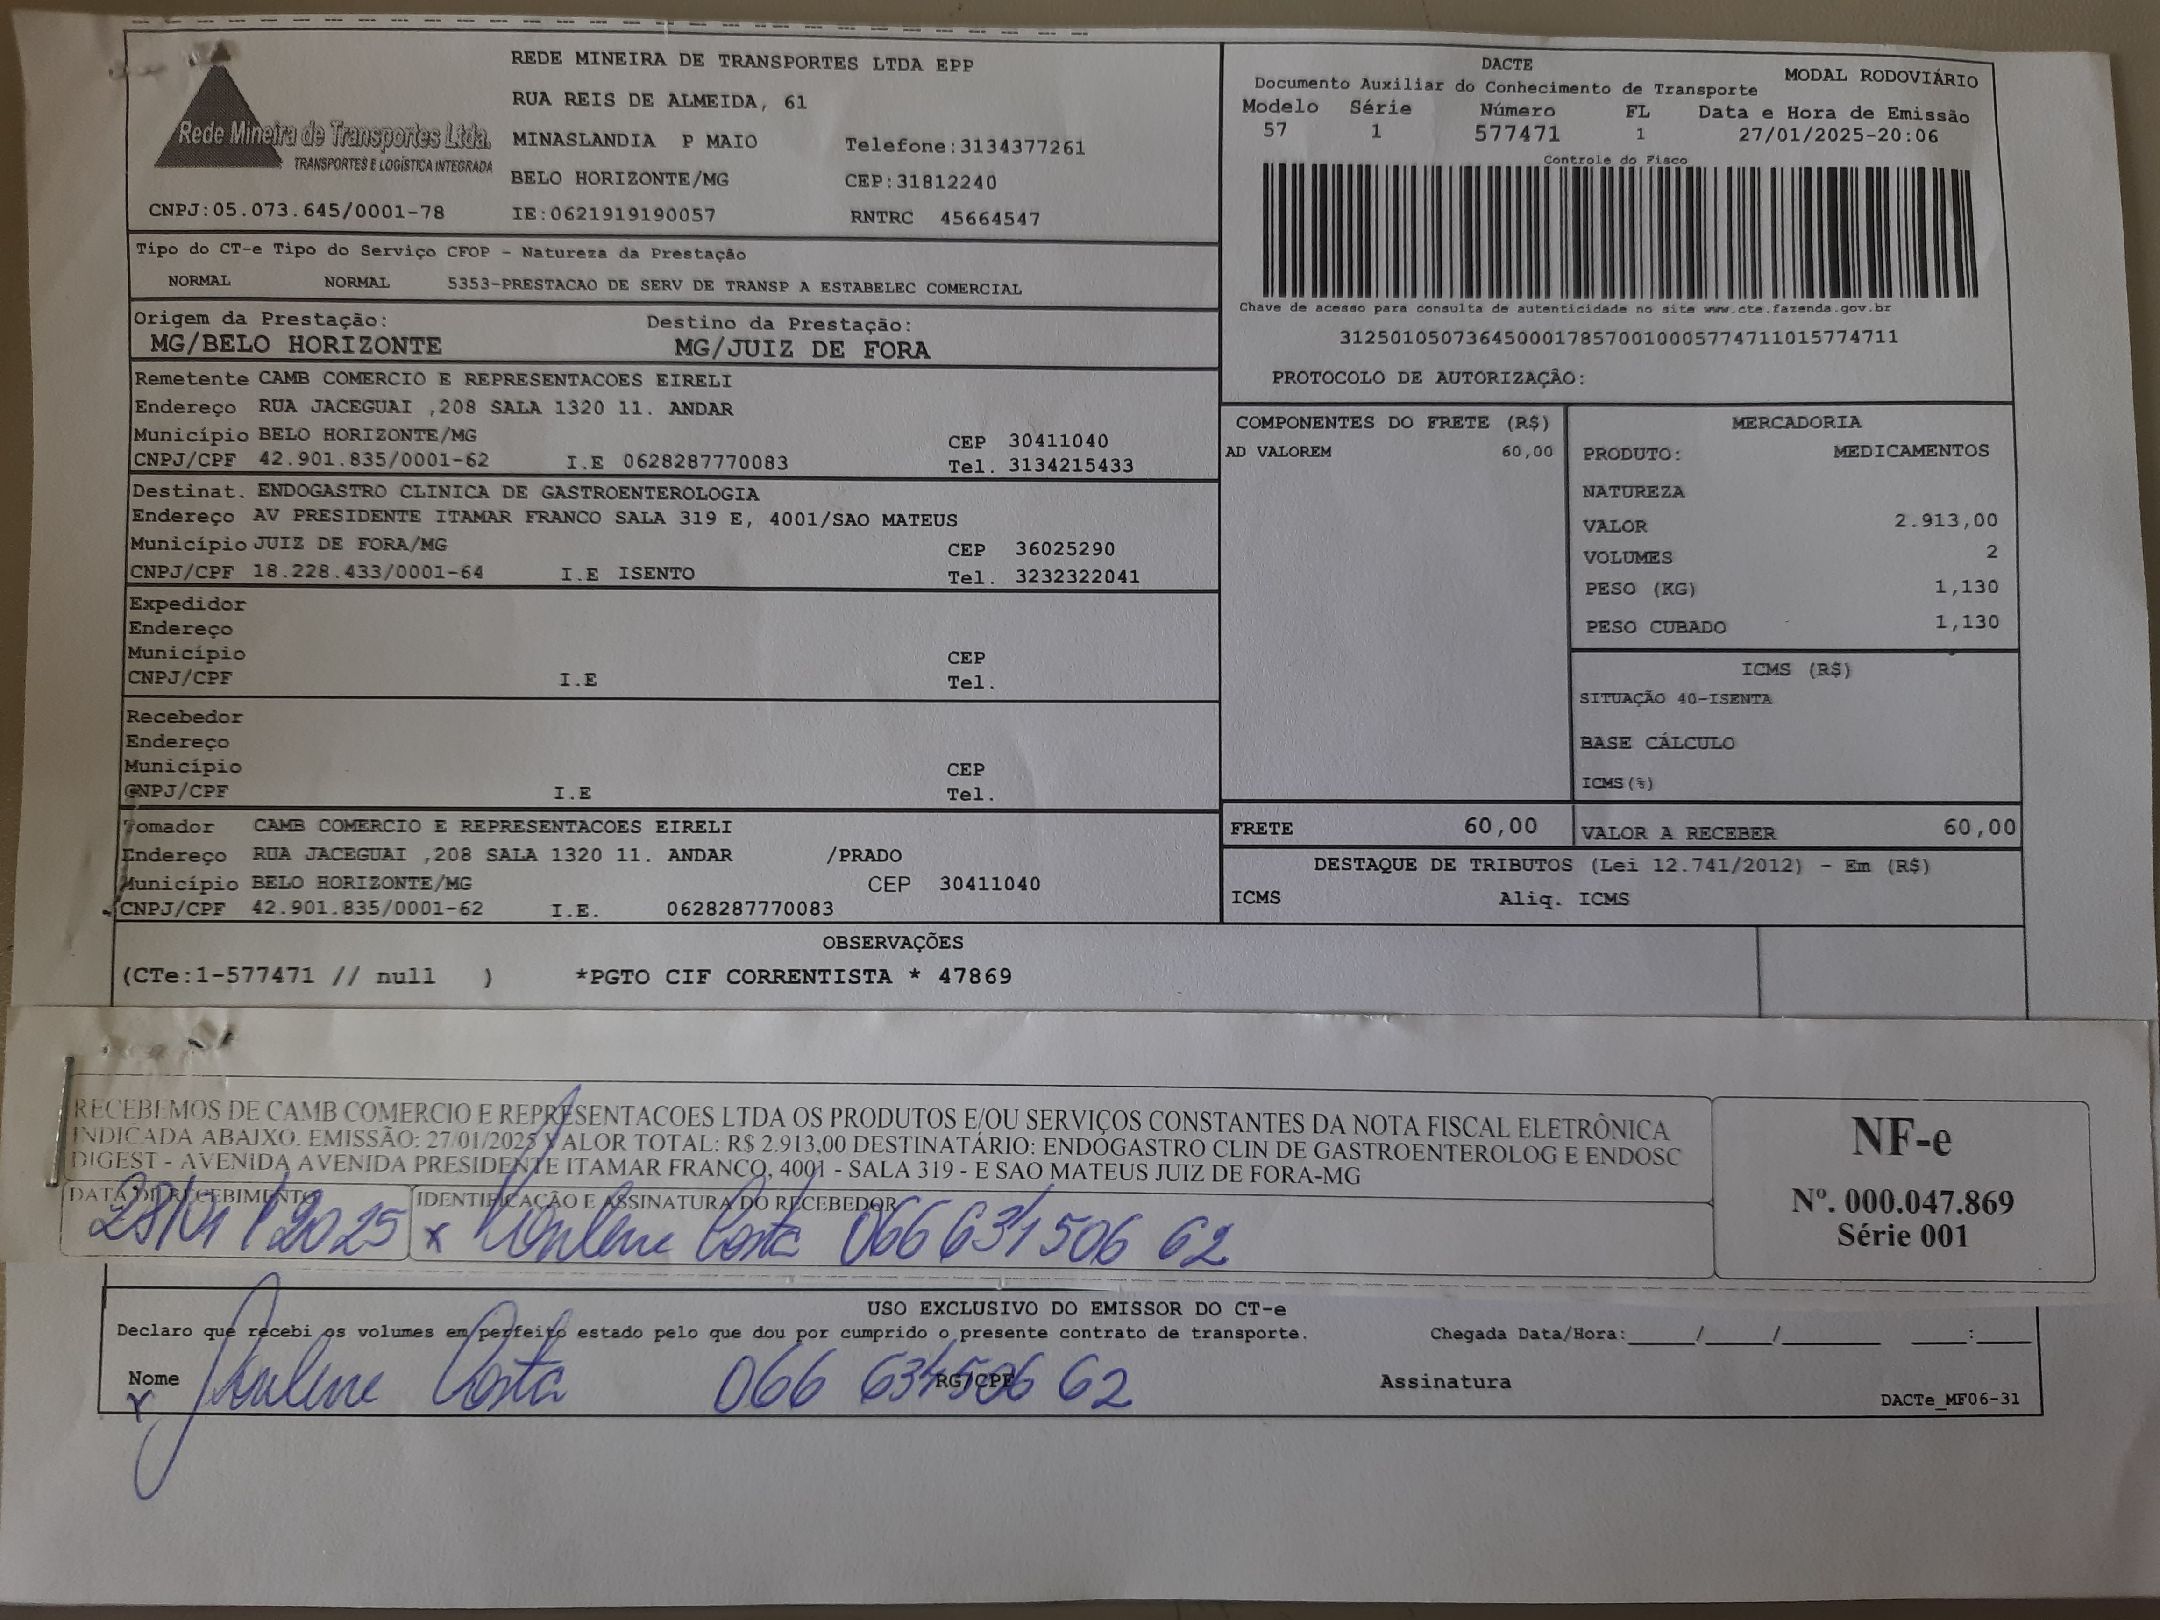 REDE MINEIRA DE TRANSPORTES LTDA EPP
RUA REIS DE ALMEIDA, 61
Rede Mineira de Transportes Ltda.
TRANSPORTES E LOGÍSTICA INTEGRADA
MINASLANDIA P MAIO Telefone:3134377261
BELO HORIZONTE/MG CEP:31812240
CNPJ:05.073.645/0001-78 IE:0621919190057 RNTRC 45664547
DACTE
MODAL RODOVIÁRIO
Documento Auxiliar do Conhecimento de Transporte
Modelo Série Número FL Data e Hora de Emissão
57 1 577471 1 27/01/2025-20:06
Controle do Fisco
Chave de acesso para consulta de autenticidade no site www.cte.fazenda.gov.br
31250105073645000178570010005774711015774711
PROTOCOLO DE AUTORIZAÇÃO:
Tipo do CT-e Tipo do Serviço CFOP - Natureza da Prestação
NORMAL NORMAL 5353-PRESTACAO DE SERV DE TRANSP A ESTABELEC COMERCIAL
Origem da Prestação: Destino da Prestação:
MG/BELO HORIZONTE MG/JUIZ DE FORA
Remetente CAMB COMERCIO E REPRESENTACOES EIRELI
Endereço RUA JACEGUAI ,208 SALA 1320 11. ANDAR
Município BELO HORIZONTE/MG CEP 30411040
CNPJ/CPF 42.901.835/0001-62 I.E 0628287770083 Tel. 3134215433
Destinat. ENDOGASTRO CLINICA DE GASTROENTEROLOGIA
Endereço AV PRESIDENTE ITAMAR FRANCO SALA 319 E, 4001/SAO MATEUS
Município JUIZ DE FORA/MG CEP 36025290
CNPJ/CPF 18.228.433/0001-64 I.E ISENTO Tel. 3232322041
Expedidor
Endereço
Município CEP
CNPJ/CPF I.E Tel.
Recebedor
Endereço
Município CEP
CNPJ/CPF I.E Tel.
Tomador CAMB COMERCIO E REPRESENTACOES EIRELI
Endereço RUA JACEGUAI ,208 SALA 1320 11. ANDAR /PRADO
Município BELO HORIZONTE/MG CEP 30411040
CNPJ/CPF 42.901.835/0001-62 I.E. 0628287770083
COMPONENTES DO FRETE (R$)
AD VALOREM 60,00
MERCADORIA
PRODUTO: MEDICAMENTOS
NATUREZA
VALOR 2.913,00
VOLUMES 2
PESO (KG) 1,130
PESO CUBADO 1,130
ICMS (R$)
SITUAÇÃO 40-ISENTA
BASE CÁLCULO
ICMS(%)
FRETE 60,00 VALOR A RECEBER 60,00
DESTAQUE DE TRIBUTOS (Lei 12.741/2012) - Em (R$)
ICMS Aliq. ICMS
OBSERVAÇÕES
(CTe:1-577471 // null ) *PGTO CIF CORRENTISTA * 47869
RECEBEMOS DE CAMB COMERCIO E REPRESENTACOES LTDA OS PRODUTOS E/OU SERVIÇOS CONSTANTES DA NOTA FISCAL ELETRÔNICA
INDICADA ABAIXO. EMISSÃO: 27/01/2025 VALOR TOTAL: R$ 2.913,00 DESTINATÁRIO: ENDOGASTRO CLIN DE GASTROENTEROLOG E ENDOSC
DIGEST - AVENIDA AVENIDA PRESIDENTE ITAMAR FRANCO, 4001 - SALA 319 - E SAO MATEUS JUIZ DE FORA-MG
DATA DE RECEBIMENTO IDENTIFICAÇÃO E ASSINATURA DO RECEBEDOR
28/01/2025 x Costa 066 631 506 62
NF-e
Nº. 000.047.869
Série 001
USO EXCLUSIVO DO EMISSOR DO CT-e
Declaro que recebi os volumes em perfeito estado pelo que dou por cumprido o presente contrato de transporte. Chegada Data/Hora:____/____/______ ___:___
Nome x Costa 066 631 506 62 RG/CPF Assinatura
DACTe_MF06-31